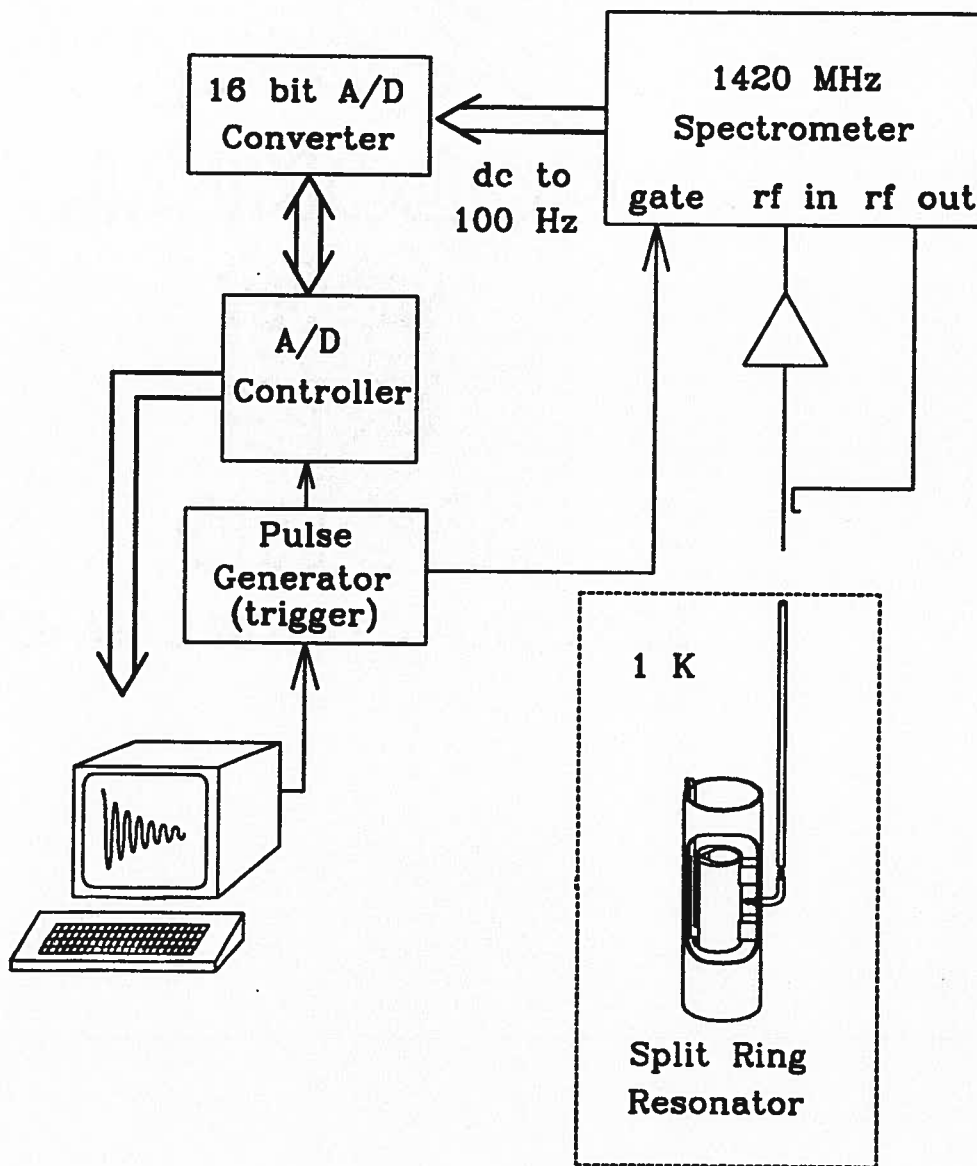 16 bit A/D
Converter
dc to
100 Hz
1420 MHz
Spectrometer
gate rf in rf out
A/D
Controller
Pulse
Generator
(trigger)
1 K
Split Ring
Resonator